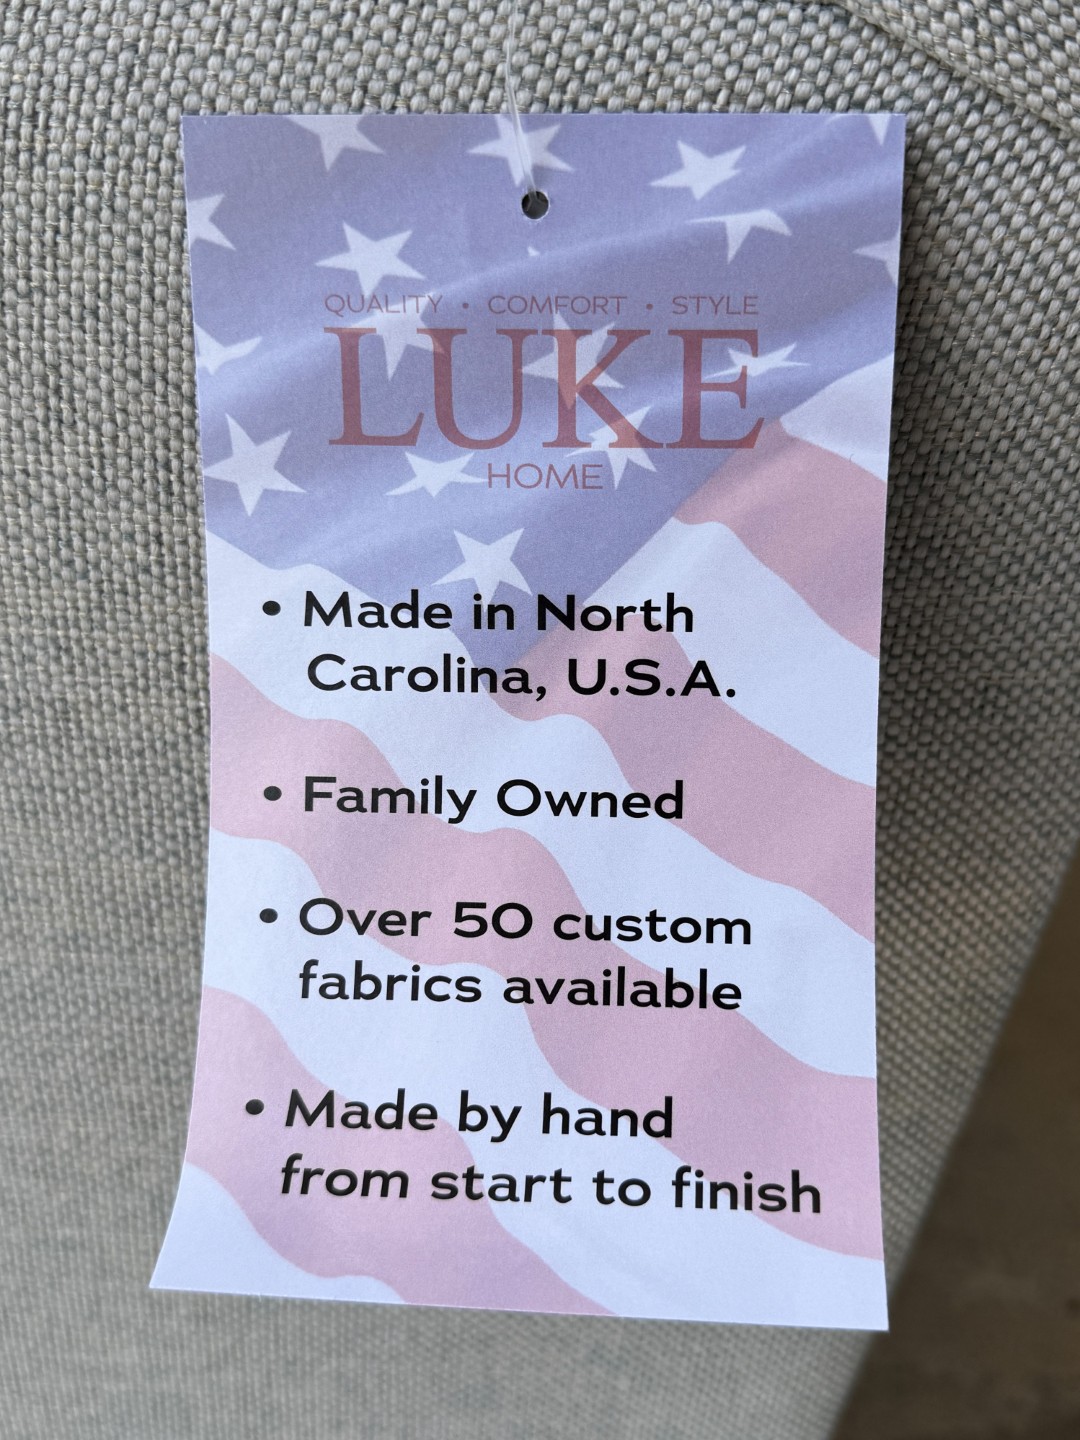 QUALITY • COMFORT • STYLE
LUKE
HOME
• Made in North
Carolina, U.S.A.
• Family Owned
• Over 50 custom
fabrics available
• Made by hand
from start to finish